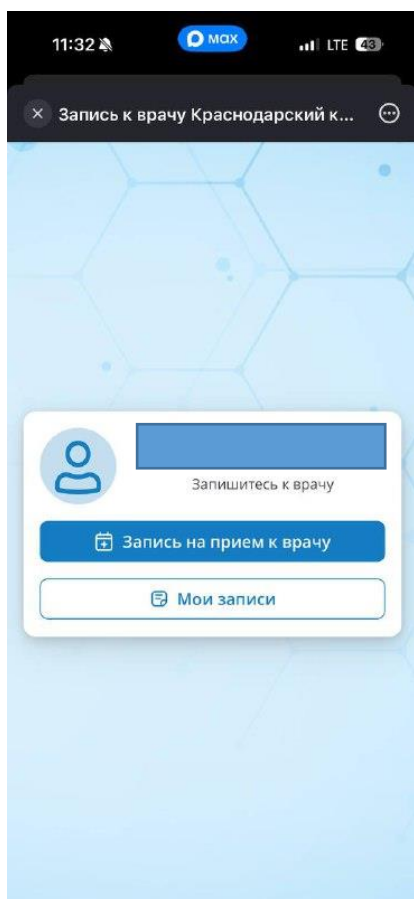 11:32 max LTE 43
Запись к врачу Краснодарский к...
Запишитесь к врачу
Запись на прием к врачу
Мои записи